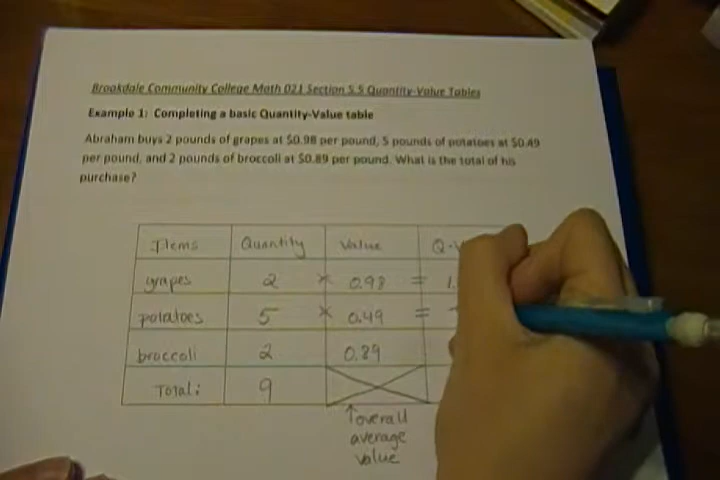 Brookdale Community College Math 021 Section 5.5 Quantity-Value Tables
Example 1: Completing a basic Quantity-Value table
Abraham buys 2 pounds of grapes at $0.98 per pound, 5 pounds of potatoes at $0.49
per pound, and 2 pounds of broccoli at $0.89 per pound. What is the total of his
purchase?
Items Quantity Value Q-V
grapes 2 × 0.98 = 1.
potatoes 5 × 0.49 =
broccoli 2 0.89
Total: 9
↑overall
average
value